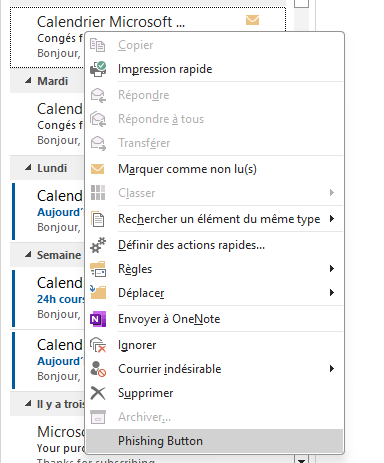 Calendrier Microsoft ...
Congés f
Bonjour,
Copier
Impression rapide
Mardi
Répondre
Calend
Répondre à tous
Congés f
Bonjour,
Transférer
Lundi
Marquer comme non lu(s)
Calend
Classer
Aujourd'
Rechercher un élément du même type
Bonjour,
Définir des actions rapides...
Semaine
Règles
Calend
Déplacer
24h cours
Bonjour,
Envoyer à OneNote
Calend
Ignorer
Aujourd'
Courrier indésirable
Bonjour,
Supprimer
Il y a trois
Archiver...
Microso
Phishing Button
Your purc
Thanks for subscribing